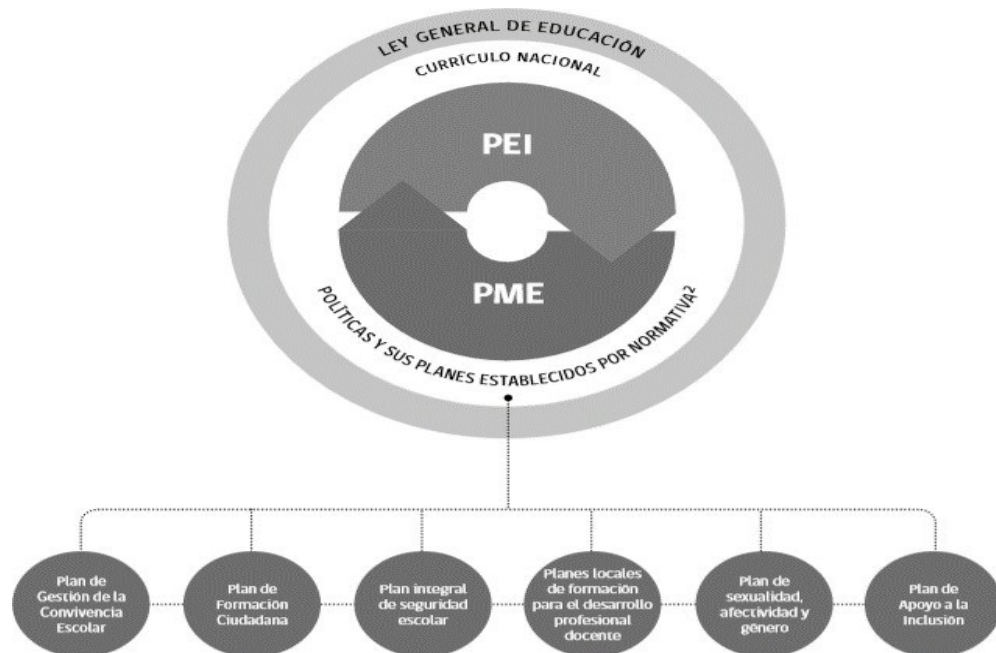 LEY GENERAL DE EDUCACIÓN
CURRÍCULO NACIONAL
PEI
PME
POLÍTICAS Y SUS PLANES ESTABLECIDOS POR NORMATIVA²
Plan de
Gestión de la
Convivencia
Escolar
Plan de
Formación
Ciudadana
Plan integral
de seguridad
escolar
Planes locales
de formación
para el desarrollo
profesional
docente
Plan de
sexualidad,
afectividad y
género
Plan de
Apoyo a la
Inclusión